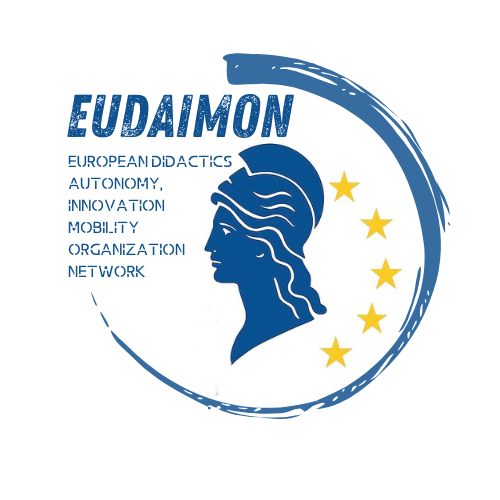 EUDAIMON
EUROPEAN DIDACTICS
AUTONOMY,
INNOVATION
MOBILITY
ORGANIZATION
NETWORK